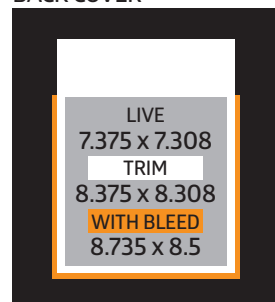 BACK COVER
LIVE
7.375 x 7.308
TRIM
8.375 x 8.308
WITH BLEED
8.735 x 8.5